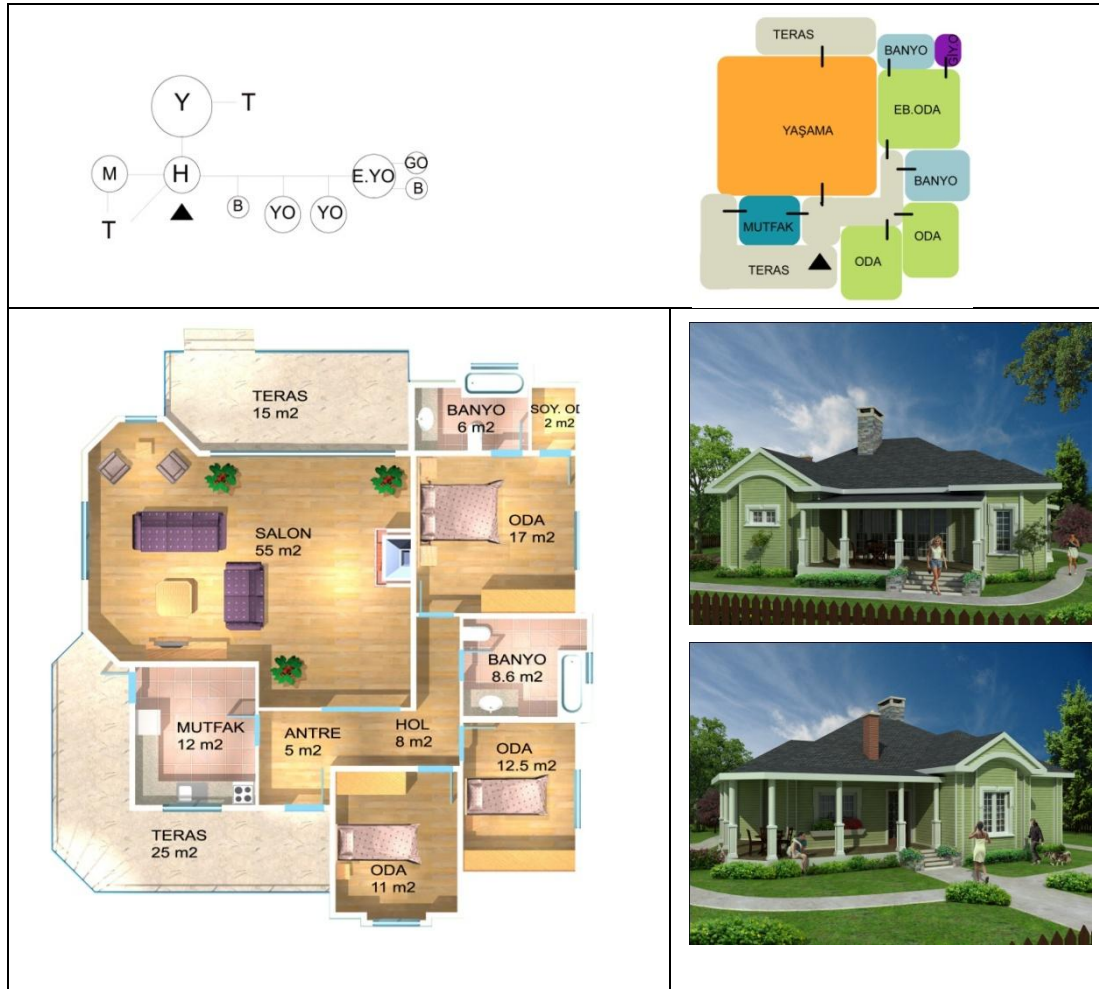 Y
T
M
H
E.YO
GO
B
B
YO
YO
T
TERAS
BANYO
GİY.O
YAŞAMA
EB.ODA
BANYO
MUTFAK
ODA
ODA
TERAS
TERAS
15 m2
BANYO
6 m2
SOY. OD
2 m2
SALON
55 m2
ODA
17 m2
BANYO
8.6 m2
MUTFAK
12 m2
ANTRE
5 m2
HOL
8 m2
ODA
12.5 m2
TERAS
25 m2
ODA
11 m2